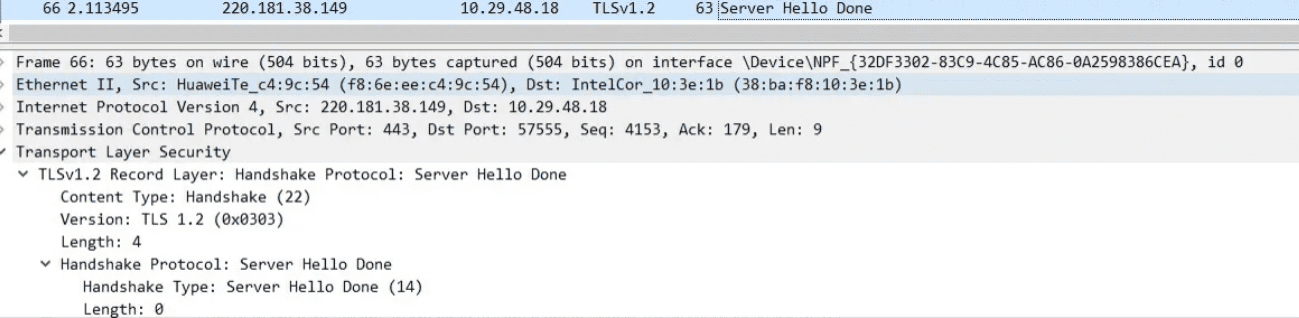 66 2.113495 220.181.38.149 10.29.48.18 TLSv1.2 63 Server Hello Done
Frame 66: 63 bytes on wire (504 bits), 63 bytes captured (504 bits) on interface \Device\NPF_{32DF3302-83C9-4C85-AC86-0A2598386CEA}, id 0
Ethernet II, Src: HuaweiTe_c4:9c:54 (f8:6e:ee:c4:9c:54), Dst: IntelCor_10:3e:1b (38:ba:f8:10:3e:1b)
Internet Protocol Version 4, Src: 220.181.38.149, Dst: 10.29.48.18
Transmission Control Protocol, Src Port: 443, Dst Port: 57555, Seq: 4153, Ack: 179, Len: 9
Transport Layer Security
TLSv1.2 Record Layer: Handshake Protocol: Server Hello Done
Content Type: Handshake (22)
Version: TLS 1.2 (0x0303)
Length: 4
Handshake Protocol: Server Hello Done
Handshake Type: Server Hello Done (14)
Length: 0